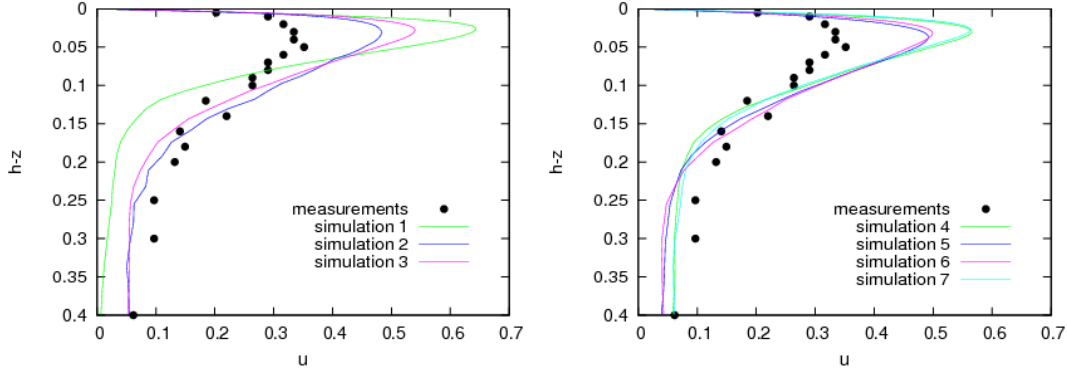 0
0.05
0.1
0.15
0.2
0.25
0.3
0.35
0.4
h-z
measurements
simulation 1
simulation 2
simulation 3
0 0.1 0.2 0.3 0.4 0.5 0.6 0.7
u
0
0.05
0.1
0.15
0.2
0.25
0.3
0.35
0.4
h-z
measurements
simulation 4
simulation 5
simulation 6
simulation 7
0 0.1 0.2 0.3 0.4 0.5 0.6 0.7
u